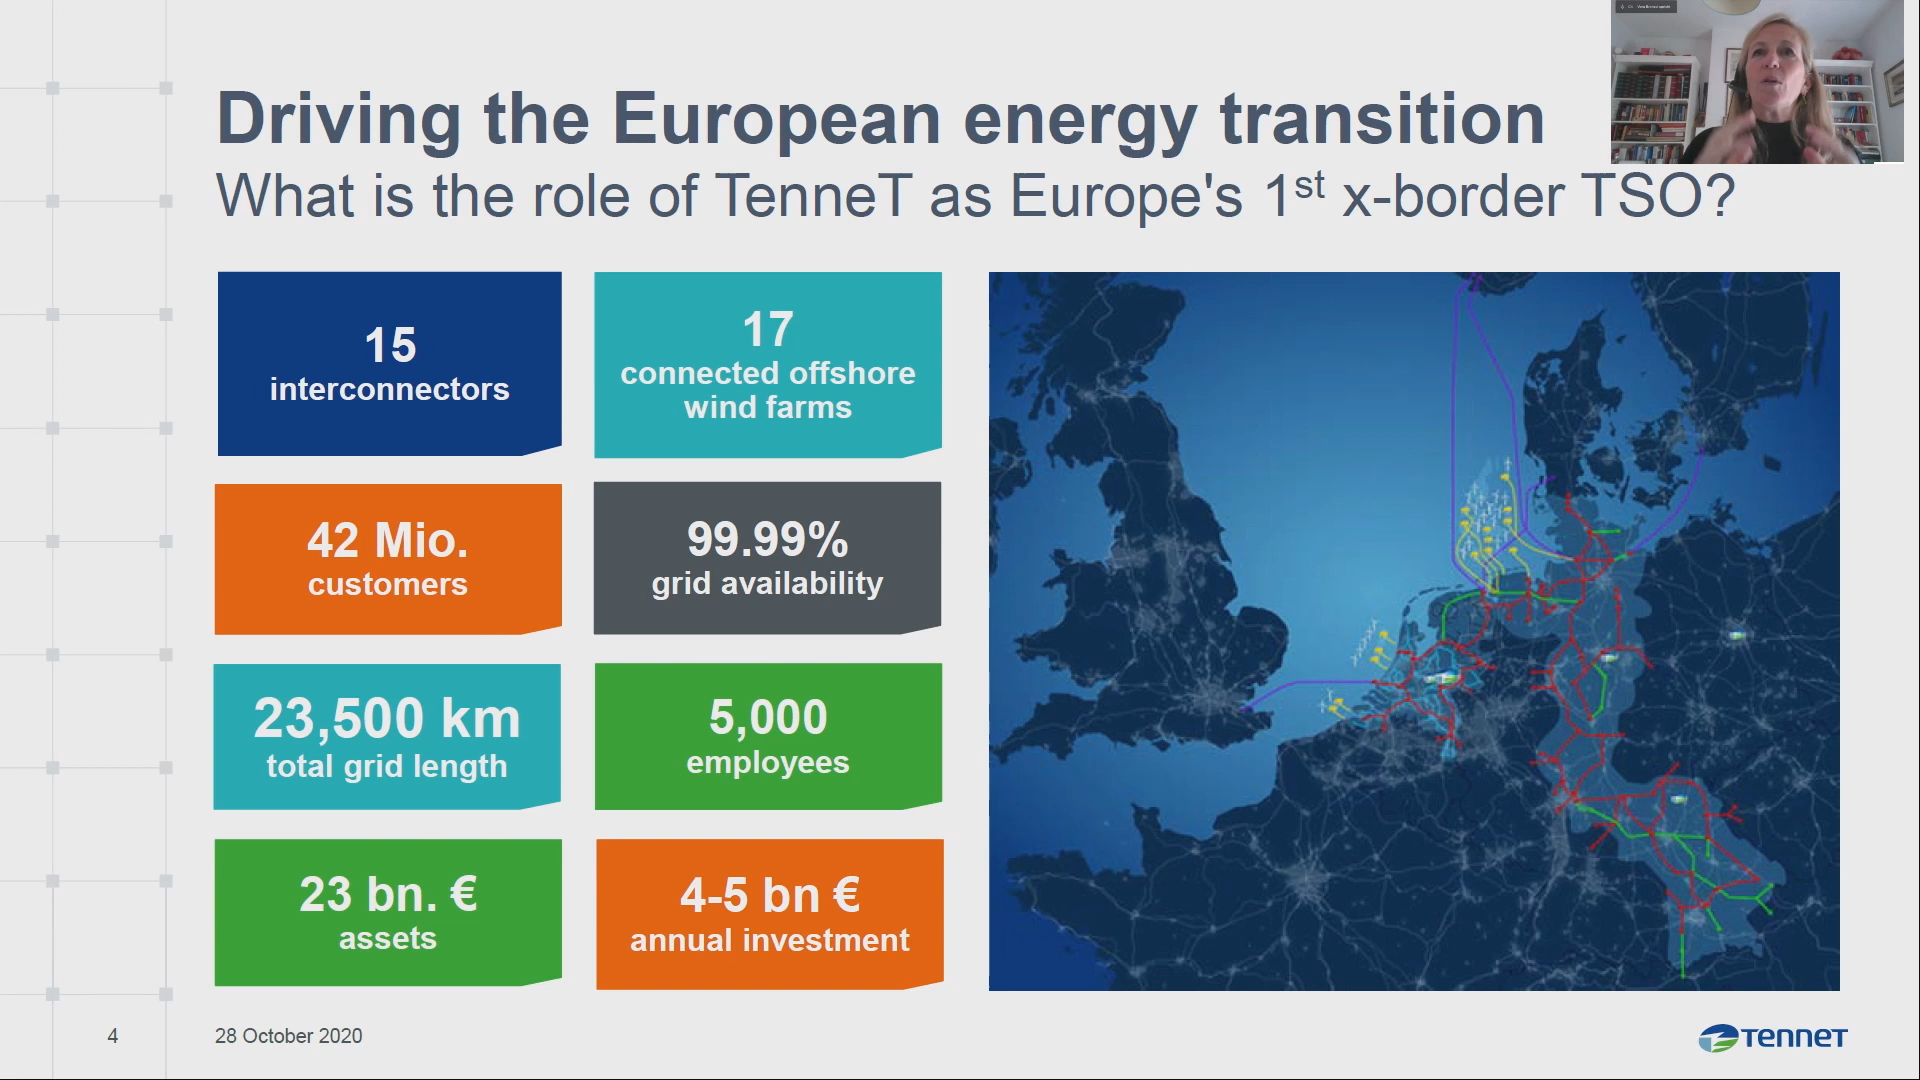 Driving the European energy transition
What is the role of TenneT as Europe's 1st x-border TSO?
15
interconnectors
17
connected offshore
wind farms
42 Mio.
customers
99.99%
grid availability
23,500 km
total grid length
5,000
employees
23 bn. €
assets
4-5 bn €
annual investment
4
28 October 2020
TENNET